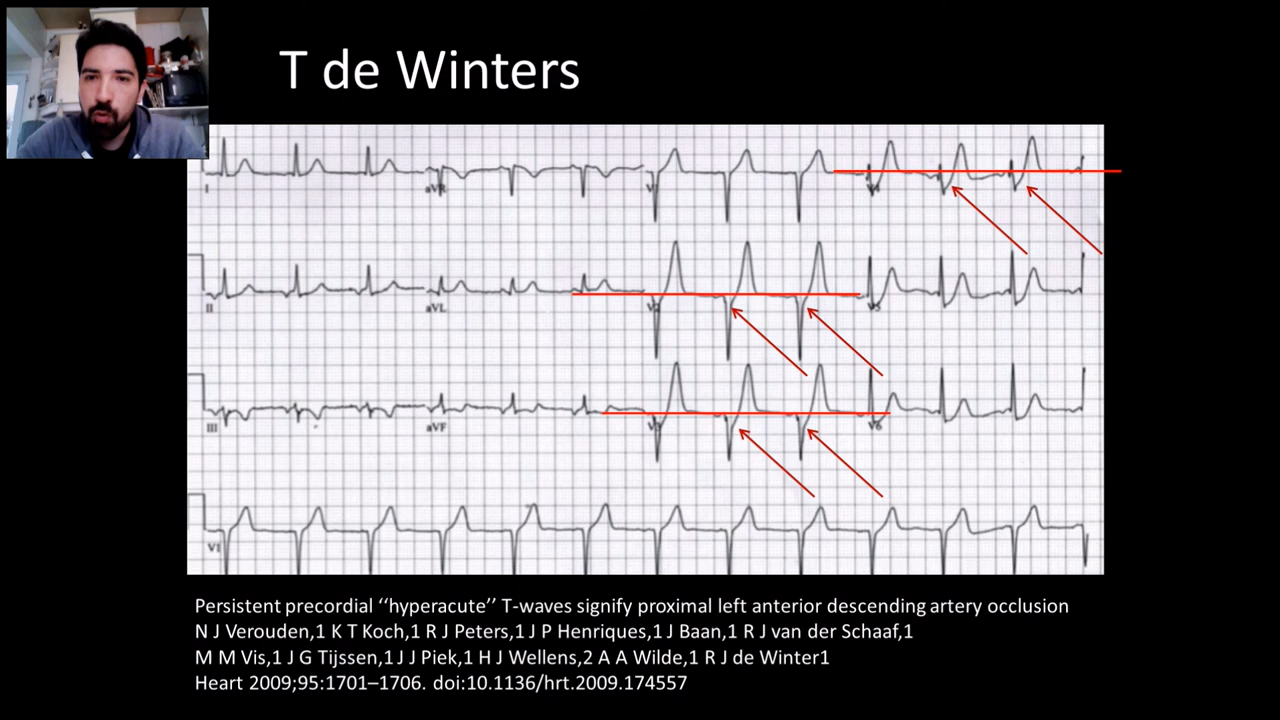 T de Winters
I
aVR
V1
V4
II
aVL
V2
V5
III
aVF
V3
V6
V1
Persistent precordial ‘‘hyperacute’’ T-waves signify proximal left anterior descending artery occlusion
N J Verouden,1 K T Koch,1 R J Peters,1 J P Henriques,1 J Baan,1 R J van der Schaaf,1
M M Vis,1 J G Tijssen,1 J J Piek,1 H J Wellens,2 A A Wilde,1 R J de Winter1
Heart 2009;95:1701–1706. doi:10.1136/hrt.2009.174557